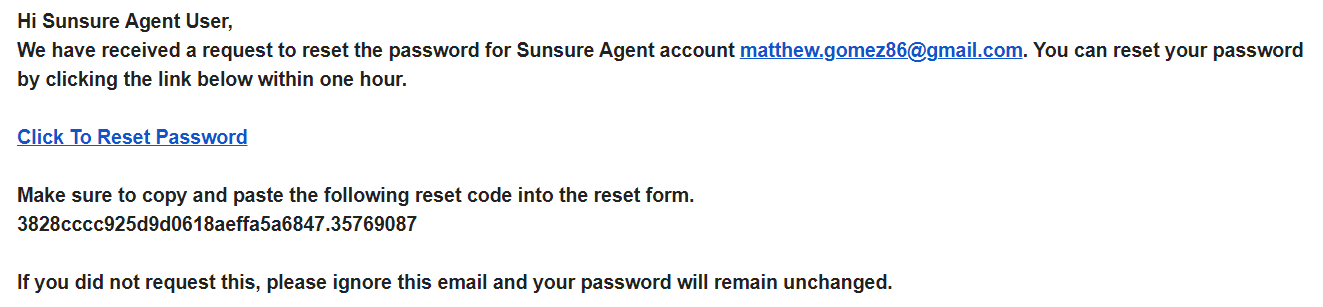 Hi Sunsure Agent User,
We have received a request to reset the password for Sunsure Agent account matthew.gomez86@gmail.com. You can reset your password
by clicking the link below within one hour.
Click To Reset Password
Make sure to copy and paste the following reset code into the reset form.
3828cccc925d9d0618aeffa5a6847.35769087
If you did not request this, please ignore this email and your password will remain unchanged.